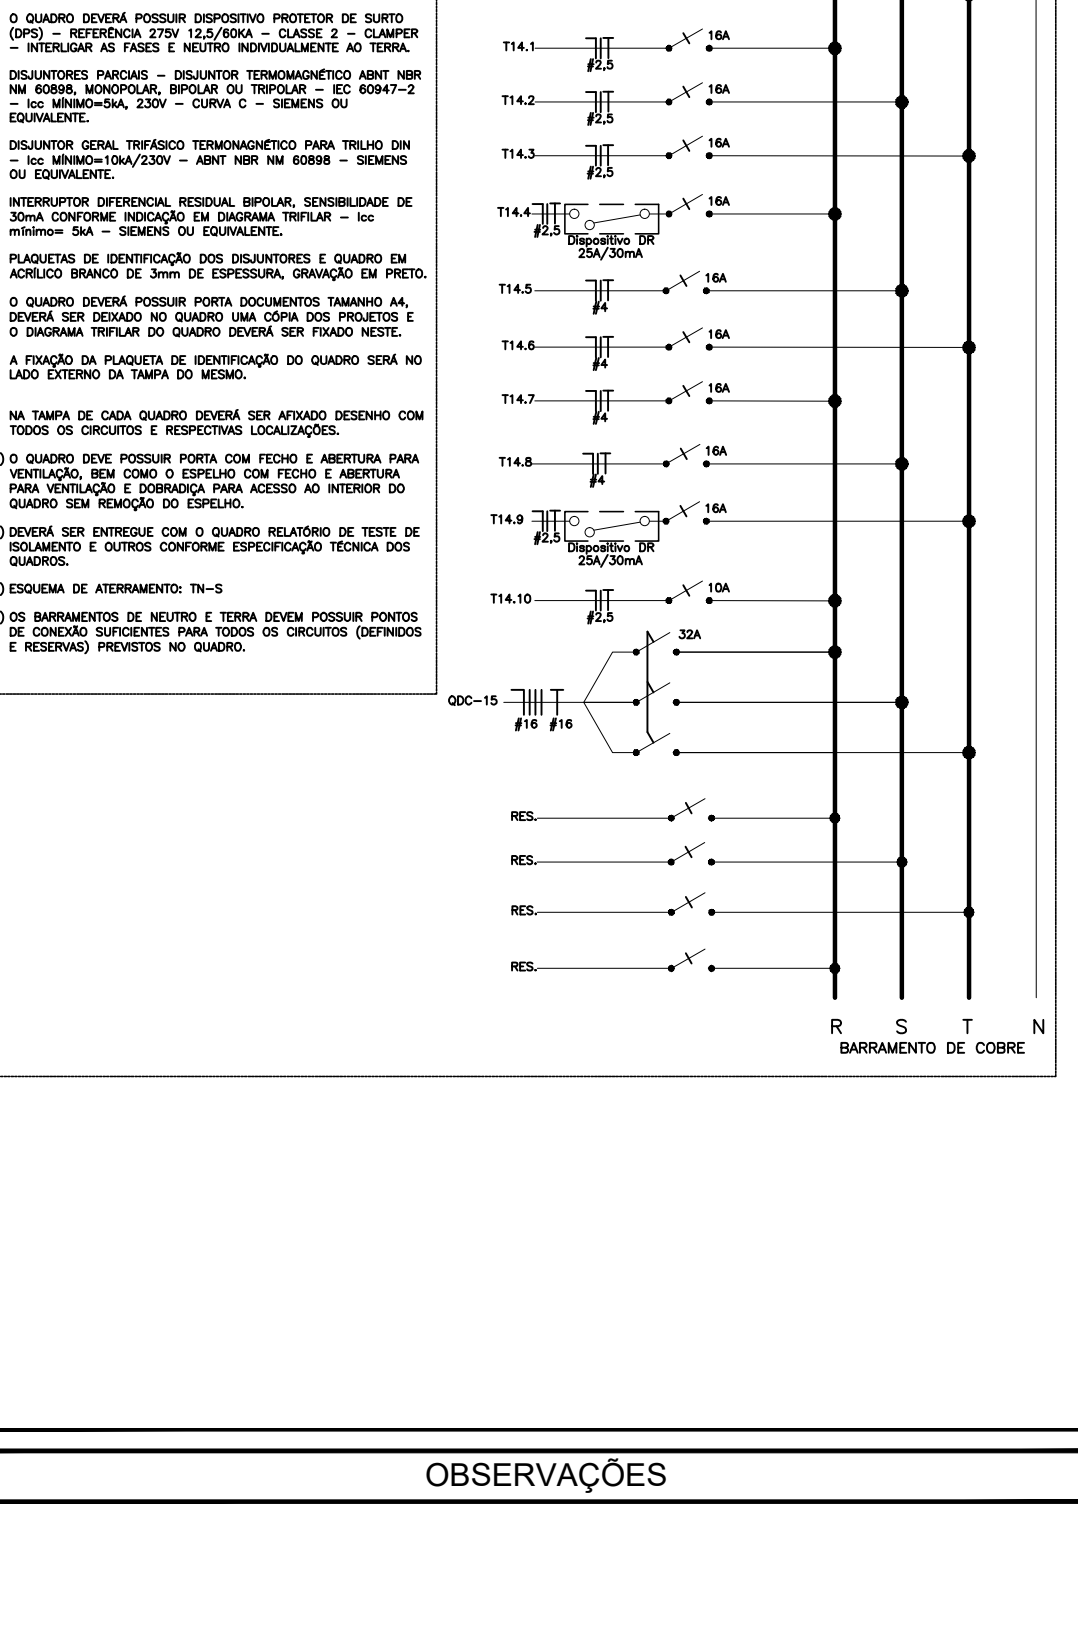 O QUADRO DEVERÁ POSSUIR DISPOSITIVO PROTETOR DE SURTO
(DPS) – REFERÊNCIA 275V 12,5/60KA – CLASSE 2 – CLAMPER
– INTERLIGAR AS FASES E NEUTRO INDIVIDUALMENTE AO TERRA.
DISJUNTORES PARCIAIS – DISJUNTOR TERMOMAGNÉTICO ABNT NBR
NM 60898, MONOPOLAR, BIPOLAR OU TRIPOLAR – IEC 60947–2
– Icc MÍNIMO=5kA, 230V – CURVA C – SIEMENS OU
EQUIVALENTE.
DISJUNTOR GERAL TRIFÁSICO TERMONAGNÉTICO PARA TRILHO DIN
– Icc MÍNIMO=10kA/230V – ABNT NBR NM 60898 – SIEMENS
OU EQUIVALENTE.
INTERRUPTOR DIFERENCIAL RESIDUAL BIPOLAR, SENSIBILIDADE DE
30mA CONFORME INDICAÇÃO EM DIAGRAMA TRIFILAR – Icc
mínimo= 5kA – SIEMENS OU EQUIVALENTE.
PLAQUETAS DE IDENTIFICAÇÃO DOS DISJUNTORES E QUADRO EM
ACRÍLICO BRANCO DE 3mm DE ESPESSURA, GRAVAÇÃO EM PRETO.
O QUADRO DEVERÁ POSSUIR PORTA DOCUMENTOS TAMANHO A4,
DEVERÁ SER DEIXADO NO QUADRO UMA CÓPIA DOS PROJETOS E
O DIAGRAMA TRIFILAR DO QUADRO DEVERÁ SER FIXADO NESTE.
A FIXAÇÃO DA PLAQUETA DE IDENTIFICAÇÃO DO QUADRO SERÁ NO
LADO EXTERNO DA TAMPA DO MESMO.
NA TAMPA DE CADA QUADRO DEVERÁ SER AFIXADO DESENHO COM
TODOS OS CIRCUITOS E RESPECTIVAS LOCALIZAÇÕES.
) O QUADRO DEVE POSSUIR PORTA COM FECHO E ABERTURA PARA
VENTILAÇÃO, BEM COMO O ESPELHO COM FECHO E ABERTURA
PARA VENTILAÇÃO E DOBRADIÇA PARA ACESSO AO INTERIOR DO
QUADRO SEM REMOÇÃO DO ESPELHO.
) DEVERÁ SER ENTREGUE COM O QUADRO RELATÓRIO DE TESTE DE
ISOLAMENTO E OUTROS CONFORME ESPECIFICAÇÃO TÉCNICA DOS
QUADROS.
) ESQUEMA DE ATERRAMENTO: TN–S
) OS BARRAMENTOS DE NEUTRO E TERRA DEVEM POSSUIR PONTOS
DE CONEXÃO SUFICIENTES PARA TODOS OS CIRCUITOS (DEFINIDOS
E RESERVAS) PREVISTOS NO QUADRO.
T14.1 16A
#2,5
T14.2 16A
#2,5
T14.3 16A
#2,5
T14.4 16A
#2,5
Dispositivo DR
25A/30mA
T14.5 16A
#4
T14.6 16A
#4
T14.7 16A
#4
T14.8 16A
#4
T14.9 16A
#2,5
Dispositivo DR
25A/30mA
T14.10 10A
#2,5
32A
QDC–15
#16 #16
RES.
RES.
RES.
RES.
R S T N
BARRAMENTO DE COBRE
OBSERVAÇÕES